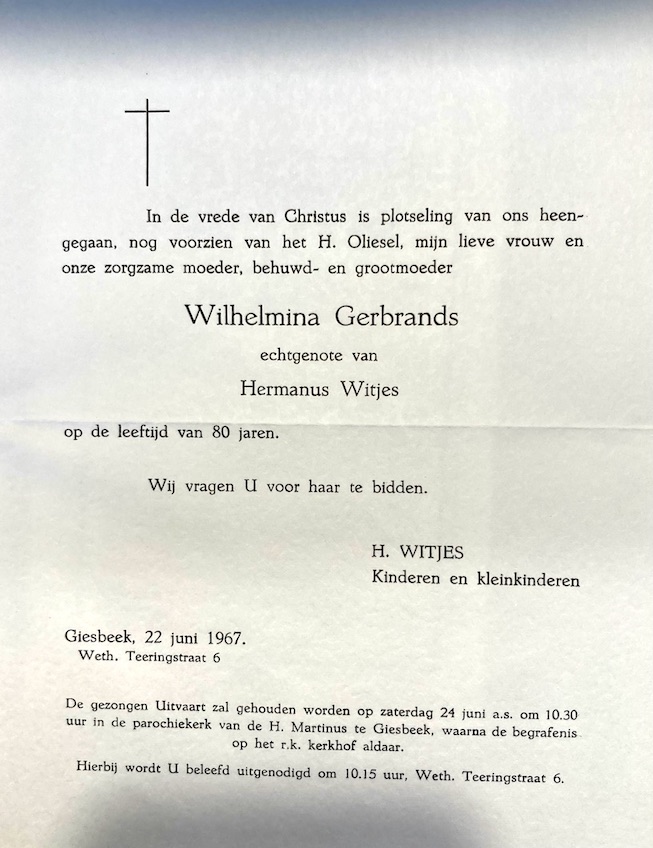 In de vrede van Christus is plotseling van ons heen-
gegaan, nog voorzien van het H. Oliesel, mijn lieve vrouw en
onze zorgzame moeder, behuwd- en grootmoeder
Wilhelmina Gerbrands
echtgenote van
Hermanus Witjes
op de leeftijd van 80 jaren.
Wij vragen U voor haar te bidden.
H. WITJES
Kinderen en kleinkinderen
Giesbeek, 22 juni 1967.
Weth. Teeringstraat 6
De gezongen Uitvaart zal gehouden worden op zaterdag 24 juni a.s. om 10.30
uur in de parochiekerk van de H. Martinus te Giesbeek, waarna de begrafenis
op het r.k. kerkhof aldaar.
Hierbij wordt U beleefd uitgenodigd om 10.15 uur, Weth. Teeringstraat 6.